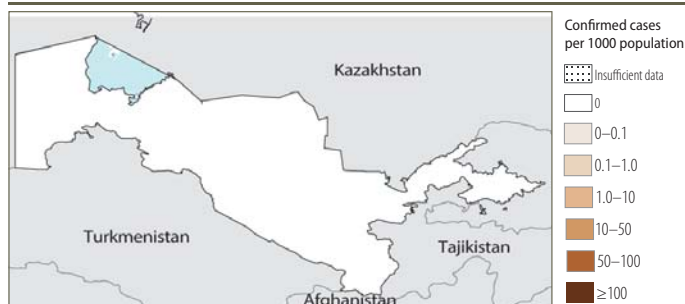 Kazakhstan
Turkmenistan
Tajikistan
Afghanistan
Confirmed cases
per 1000 population
Insufficient data
0
0–0.1
0.1–1.0
1.0–10
10–50
50–100
≥100